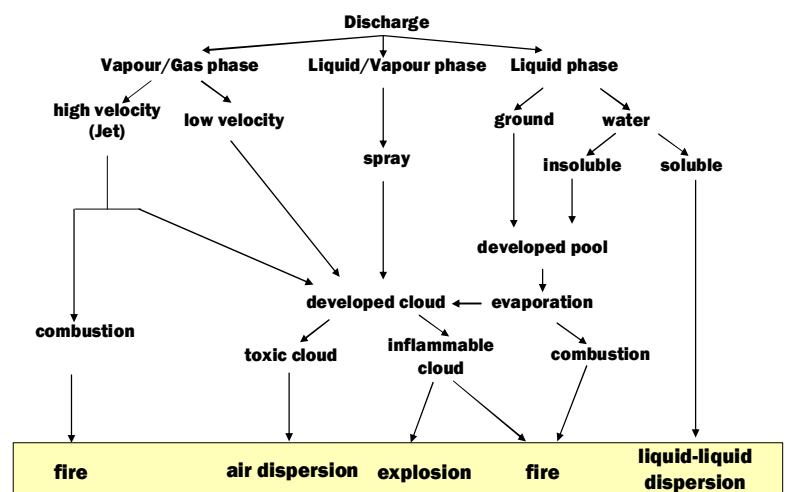 Discharge
Vapour/Gas phase
Liquid/Vapour phase
Liquid phase
high velocity
(Jet)
low velocity
ground
water
spray
insoluble
soluble
developed pool
developed cloud
evaporation
combustion
toxic cloud
inflammable
cloud
combustion
fire
air dispersion
explosion
fire
liquid-liquid
dispersion